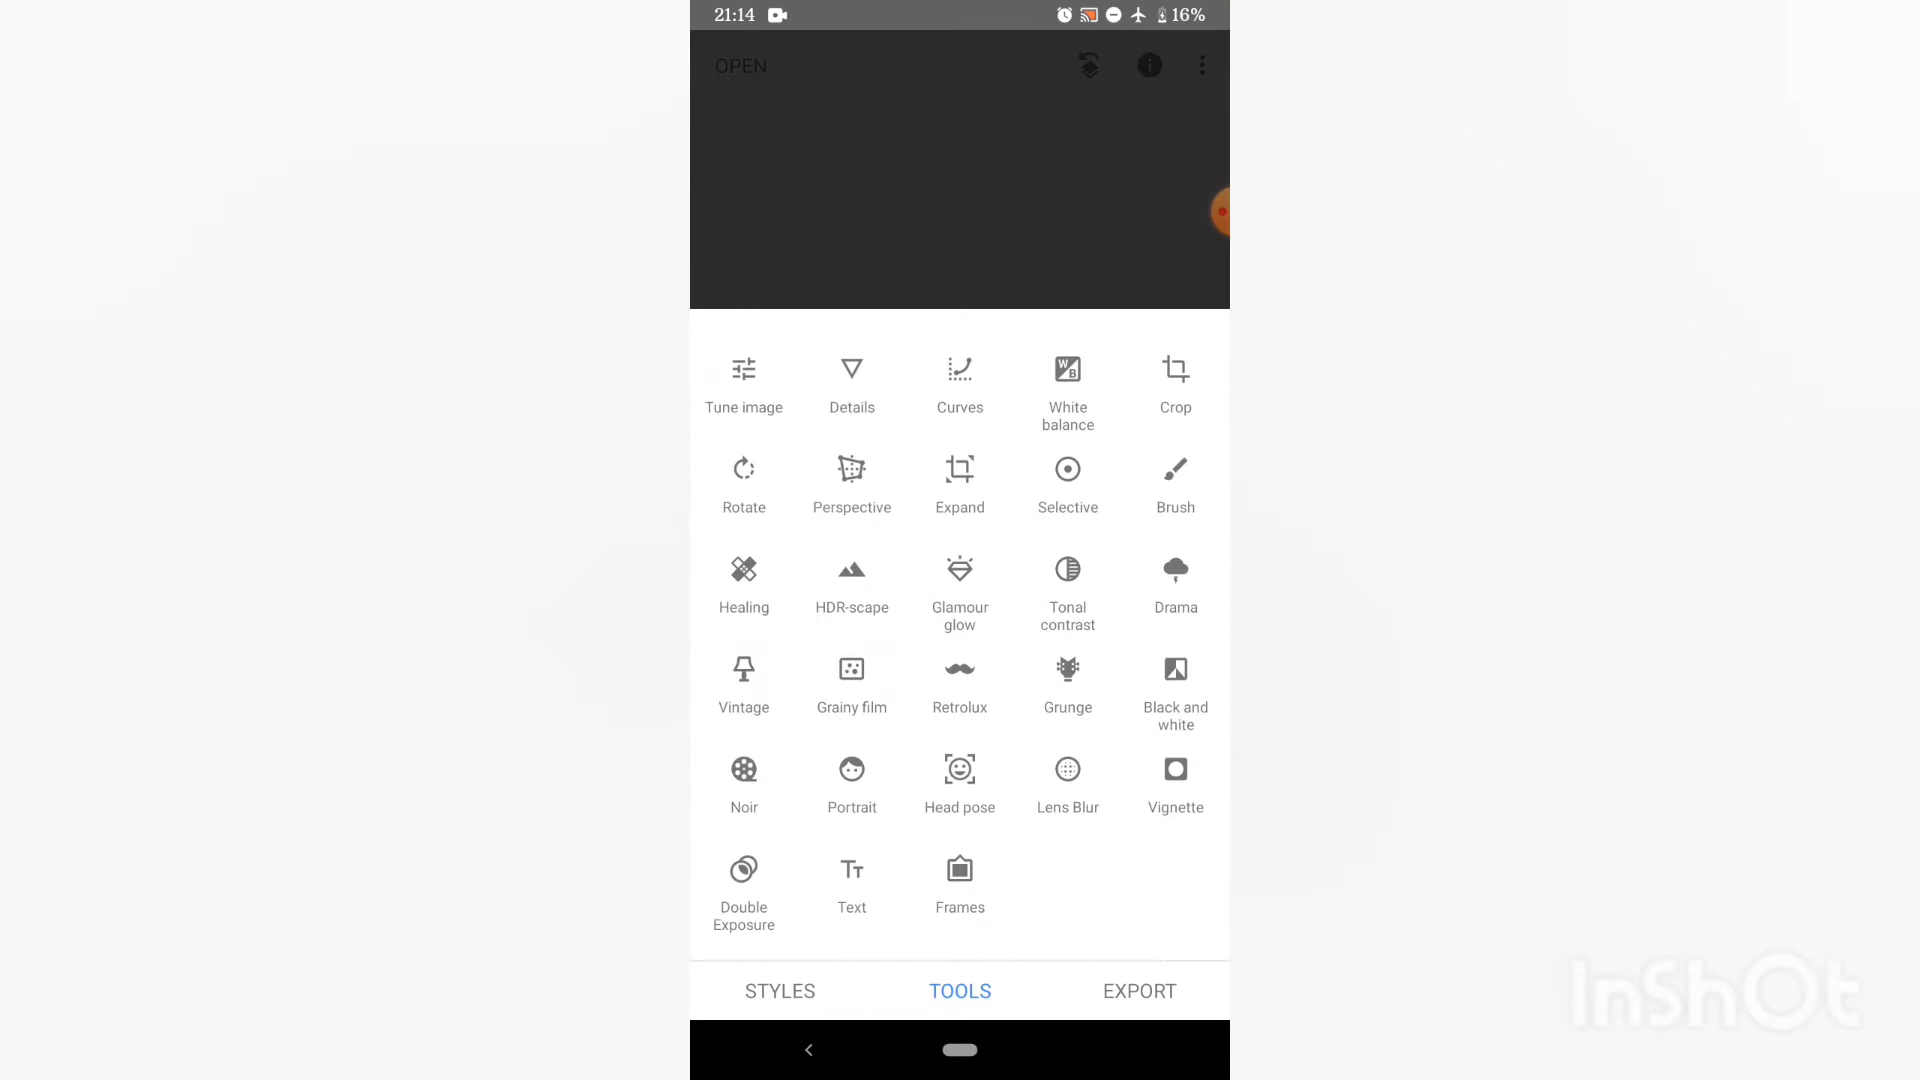 21:14 16%
OPEN
Tune image Details Curves White balance Crop
Rotate Perspective Expand Selective Brush
Healing HDR-scape Glamour glow Tonal contrast Drama
Vintage Grainy film Retrolux Grunge Black and white
Noir Portrait Head pose Lens Blur Vignette
Double Exposure Text Frames
STYLES TOOLS EXPORT
InShOt